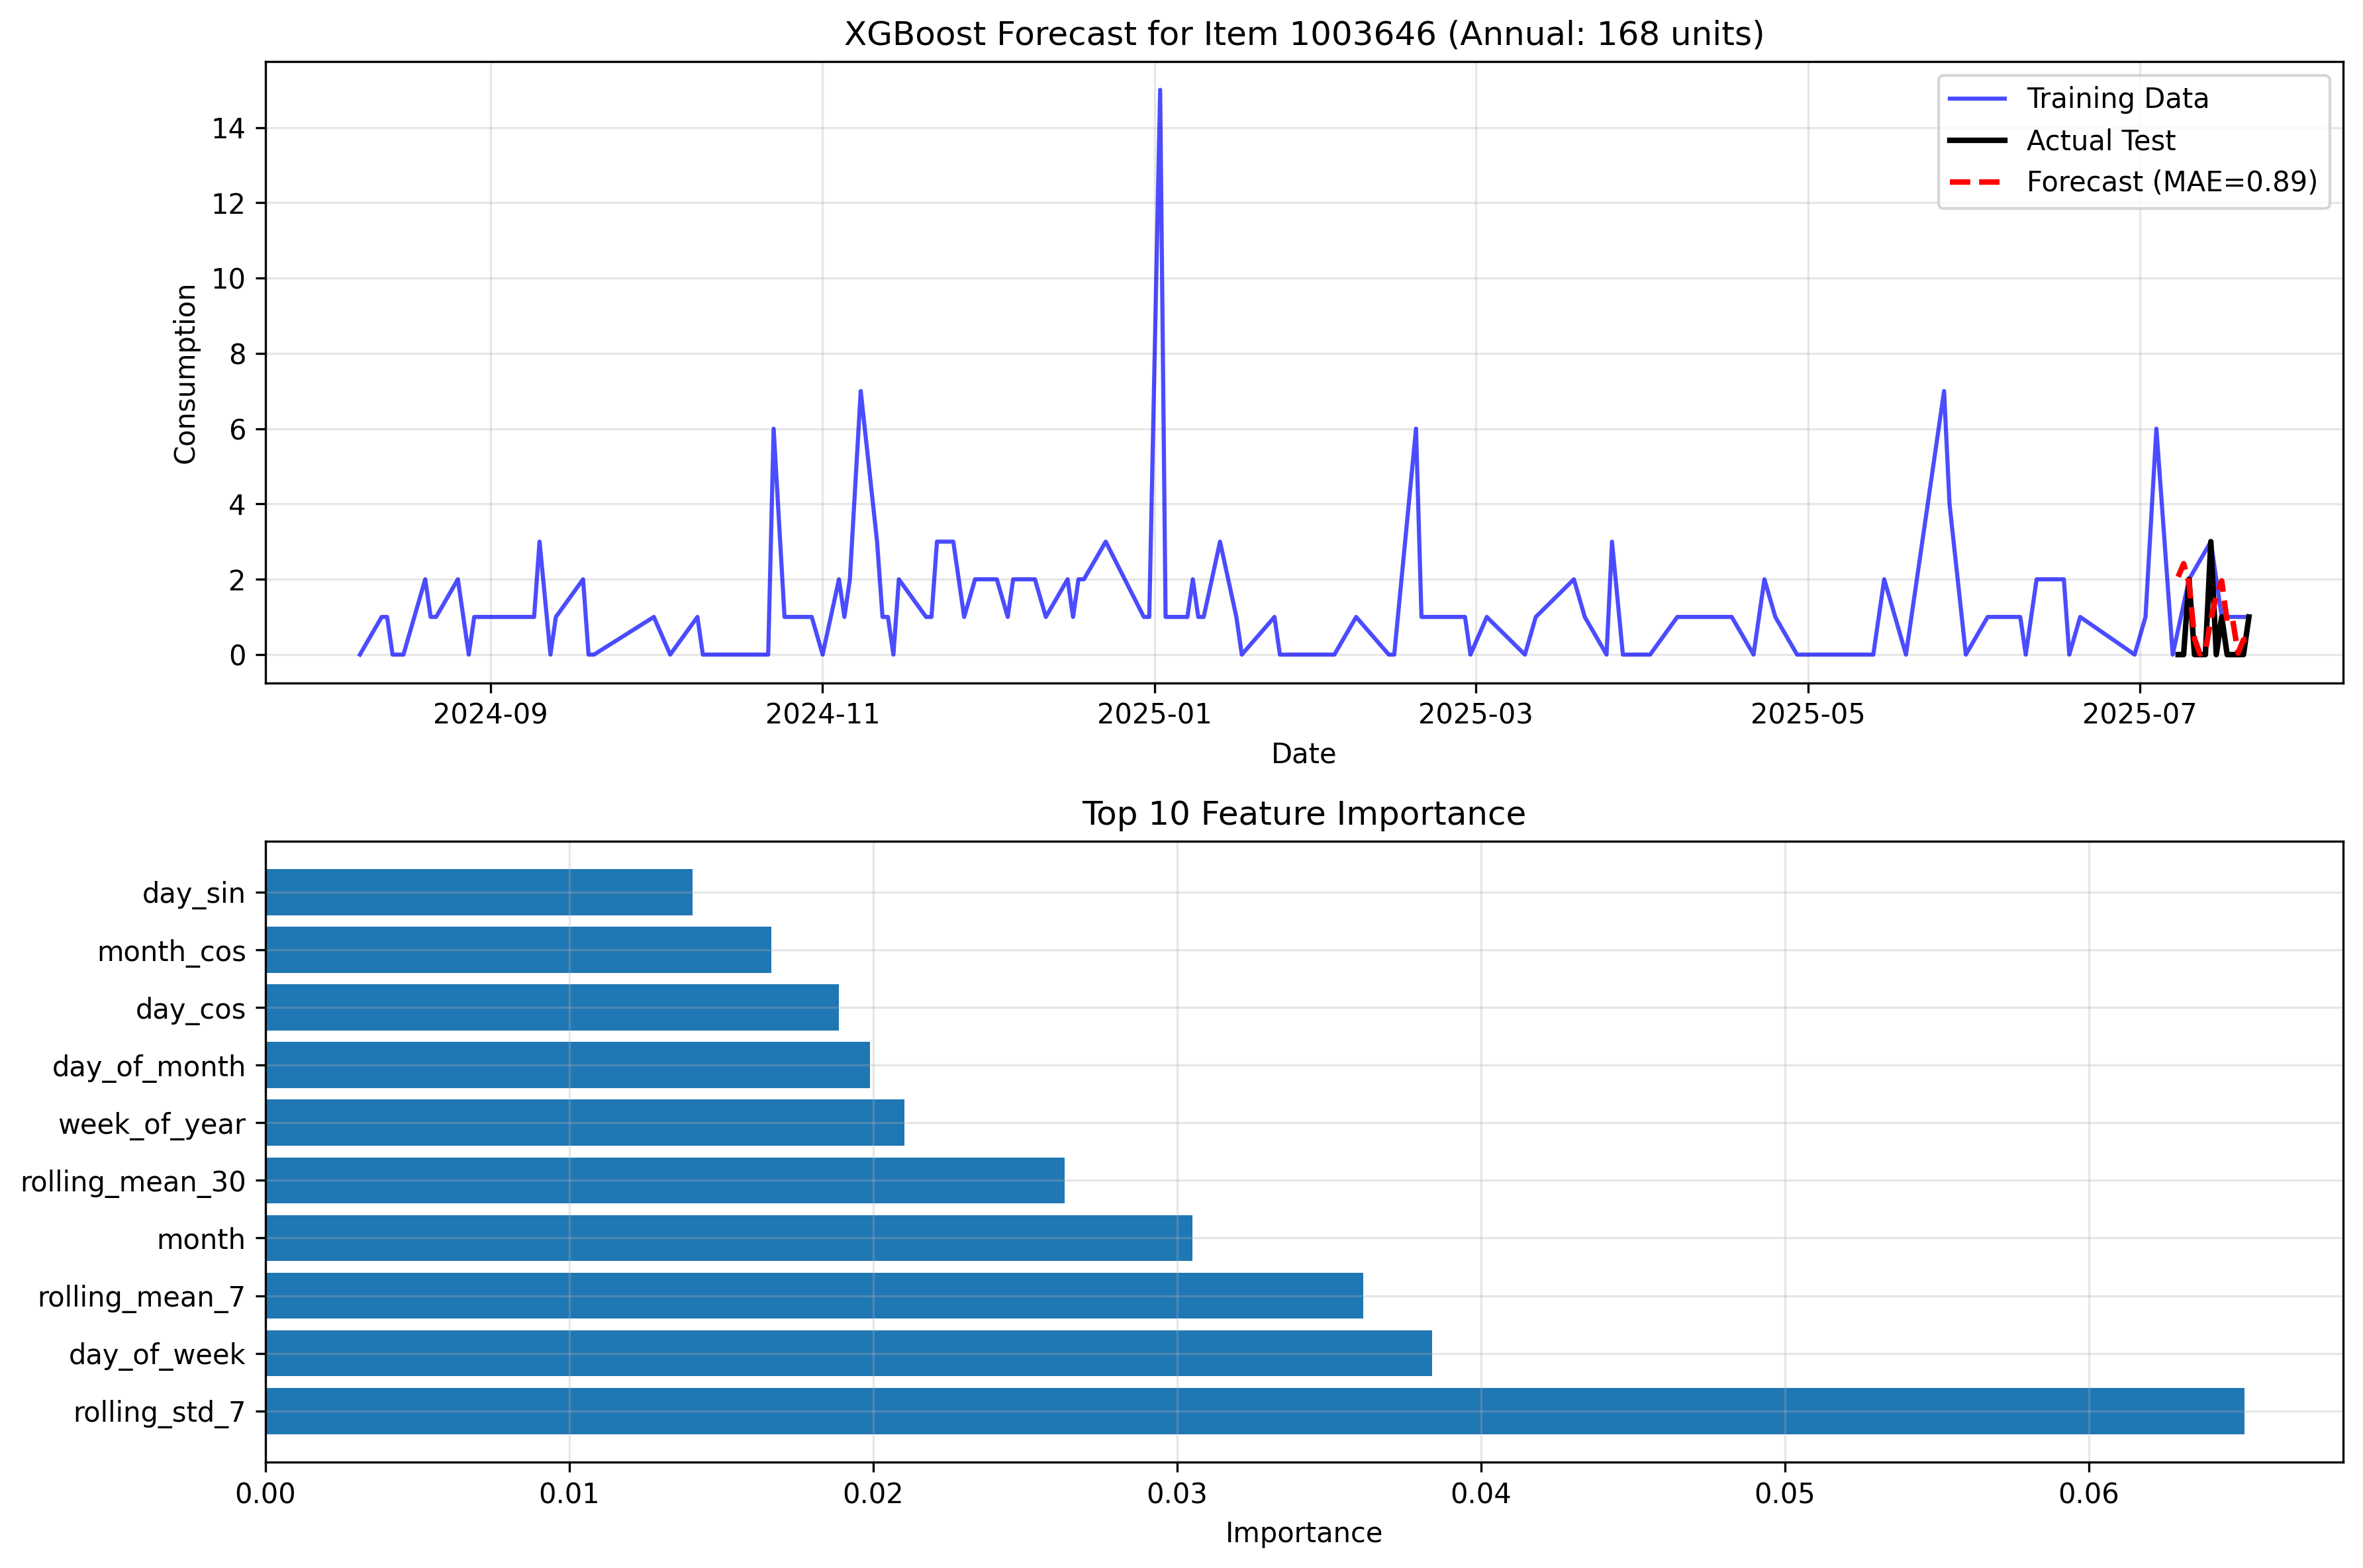 XGBoost Forecast for Item 1003646 (Annual: 168 units)
Training Data
Actual Test
Forecast (MAE=0.89)
Consumption
14
12
10
8
6
4
2
0
2024-09 2024-11 2025-01 2025-03 2025-05 2025-07
Date
Top 10 Feature Importance
day_sin
month_cos
day_cos
day_of_month
week_of_year
rolling_mean_30
month
rolling_mean_7
day_of_week
rolling_std_7
0.00 0.01 0.02 0.03 0.04 0.05 0.06
Importance